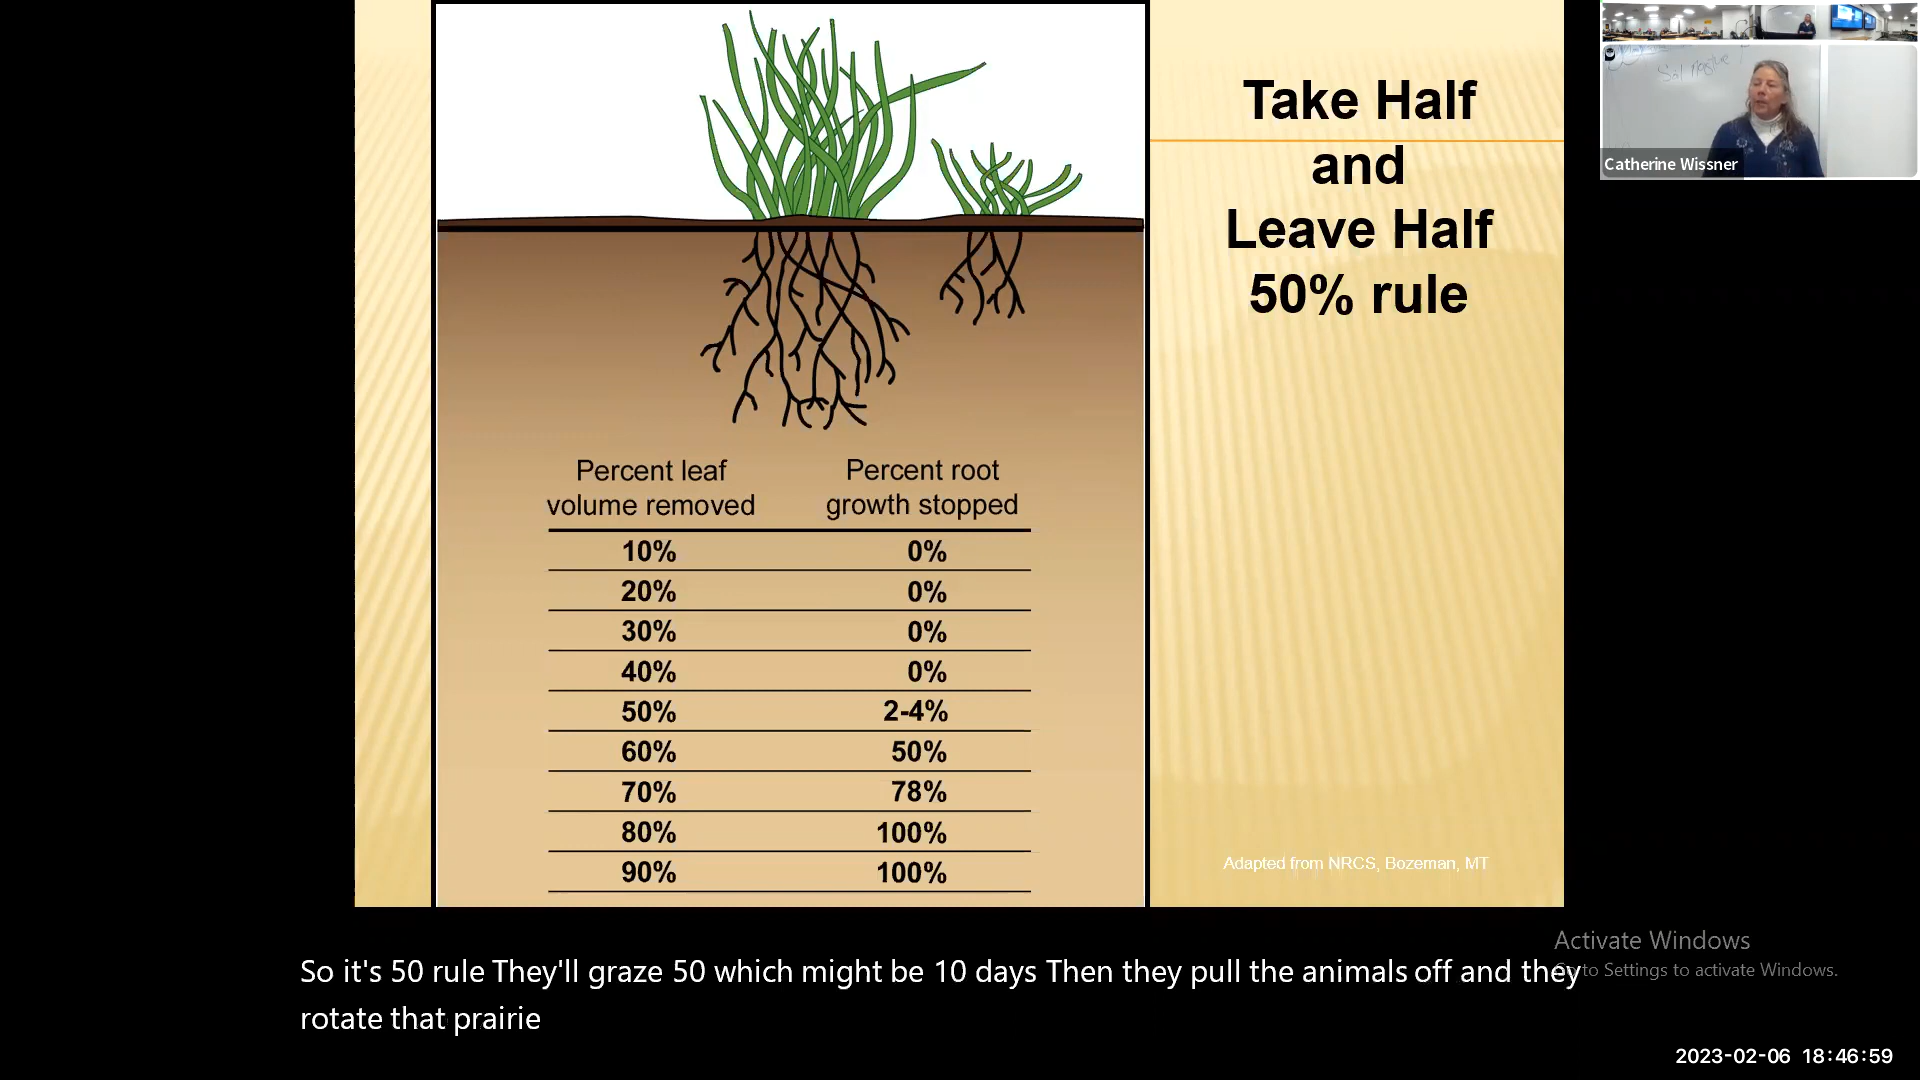 Take Half
and
Leave Half
50% rule
Percent leaf
volume removed
Percent root
growth stopped
10% 0%
20% 0%
30% 0%
40% 0%
50% 2-4%
60% 50%
70% 78%
80% 100%
90% 100%
Adapted from NRCS, Bozeman, MT
Catherine Wissner
So it's 50 rule They'll graze 50 which might be 10 days Then they pull the animals off and they
rotate that prairie
Activate Windows
to Settings to activate Windows.
2023-02-06 18:46:59